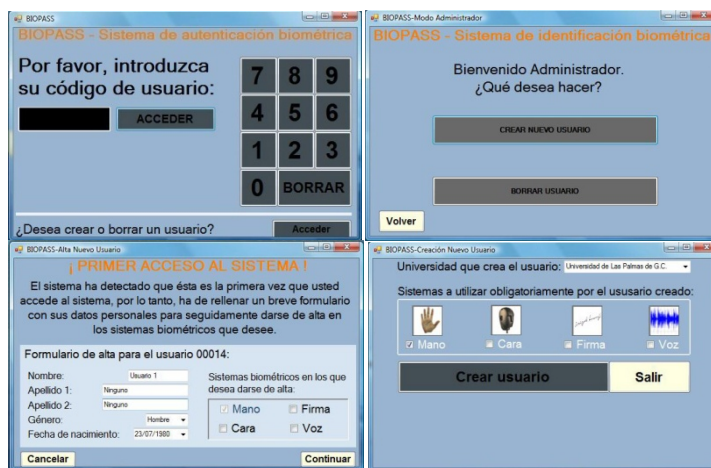 BIOPASS
BIOPASS - Sistema de autenticación biométrica
Por favor, introduzca
su código de usuario:
ACCEDER
7 8 9
4 5 6
1 2 3
0 BORRAR
¿Desea crear o borrar un usuario?
Acceder
BIOPASS-Modo Administrador
BIOPASS - Sistema de identificación biométrica
Bienvenido Administrador.
¿Qué desea hacer?
CREAR NUEVO USUARIO
BORRAR USUARIO
Volver
BIOPASS-Alta Nuevo Usuario
¡ PRIMER ACCESO AL SISTEMA !
El sistema ha detectado que ésta es la primera vez que usted
accede al sistema, por lo tanto, ha de rellenar un breve formulario
con sus datos personales para seguidamente darse de alta en
los sistemas biométricos que desee.
Formulario de alta para el usuario 00014:
Nombre: Usuario 1
Apellido 1: Ninguno
Apellido 2: Ninguno
Género: Hombre
Fecha de nacimiento: 23/07/1980
Sistemas biométricos en los que
desea darse de alta:
Mano Firma
Cara Voz
Cancelar
Continuar
BIOPASS-Creación Nuevo Usuario
Universidad que crea el usuario: Universidad de Las Palmas de G.C.
Sistemas a utilizar obligatoriamente por el ususario creado:
Mano Cara Firma Voz
Crear usuario
Salir